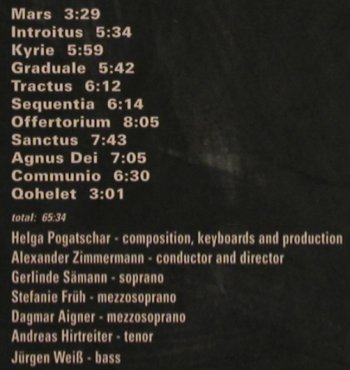 Mars 3:29
Introitus 5:34
Kyrie 5:59
Graduale 5:42
Tractus 6:12
Sequentia 6:14
Offertorium 8:05
Sanctus 7:43
Agnus Dei 7:05
Communio 6:30
Qohelet 3:01
total: 65:34
Helga Pogatschar - composition, keyboards and production
Alexander Zimmermann - conductor and director
Gerlinde Sämann - soprano
Stefanie Früh - mezzosoprano
Dagmar Aigner - mezzosoprano
Andreas Hirtreiter - tenor
Jürgen Weiß - bass